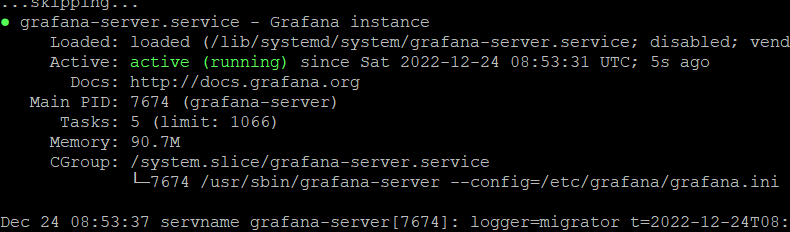 ...skipping...
● grafana-server.service - Grafana instance
Loaded: loaded (/lib/systemd/system/grafana-server.service; disabled; vend
Active: active (running) since Sat 2022-12-24 08:53:31 UTC; 5s ago
Docs: http://docs.grafana.org
Main PID: 7674 (grafana-server)
Tasks: 5 (limit: 1066)
Memory: 90.7M
CGroup: /system.slice/grafana-server.service
└─7674 /usr/sbin/grafana-server --config=/etc/grafana/grafana.ini
Dec 24 08:53:37 servname grafana-server[7674]: logger=migrator t=2022-12-24T08: